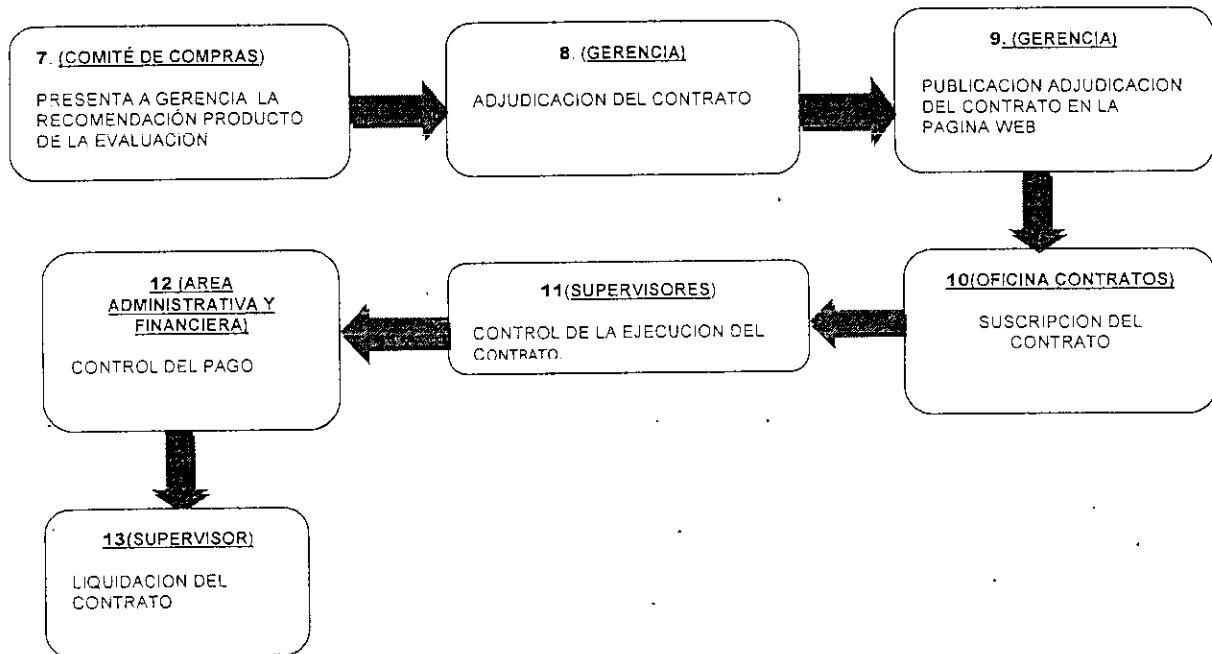 7. (COMITÉ DE COMPRAS)
PRESENTA A GERENCIA LA
RECOMENDACIÓN PRODUCTO
DE LA EVALUACION
8. (GERENCIA)
ADJUDICACION DEL CONTRATO
9. (GERENCIA)
PUBLICACION ADJUDICACION
DEL CONTRATO EN LA
PAGINA WEB
10(OFICINA CONTRATOS)
SUSCRIPCION DEL
CONTRATO
11(SUPERVISORES)
CONTROL DE LA EJECUCION DEL
CONTRATO.
12 (AREA
ADMINISTRATIVA Y
FINANCIERA)
CONTROL DEL PAGO
13(SUPERVISOR)
LIQUIDACION DEL
CONTRATO